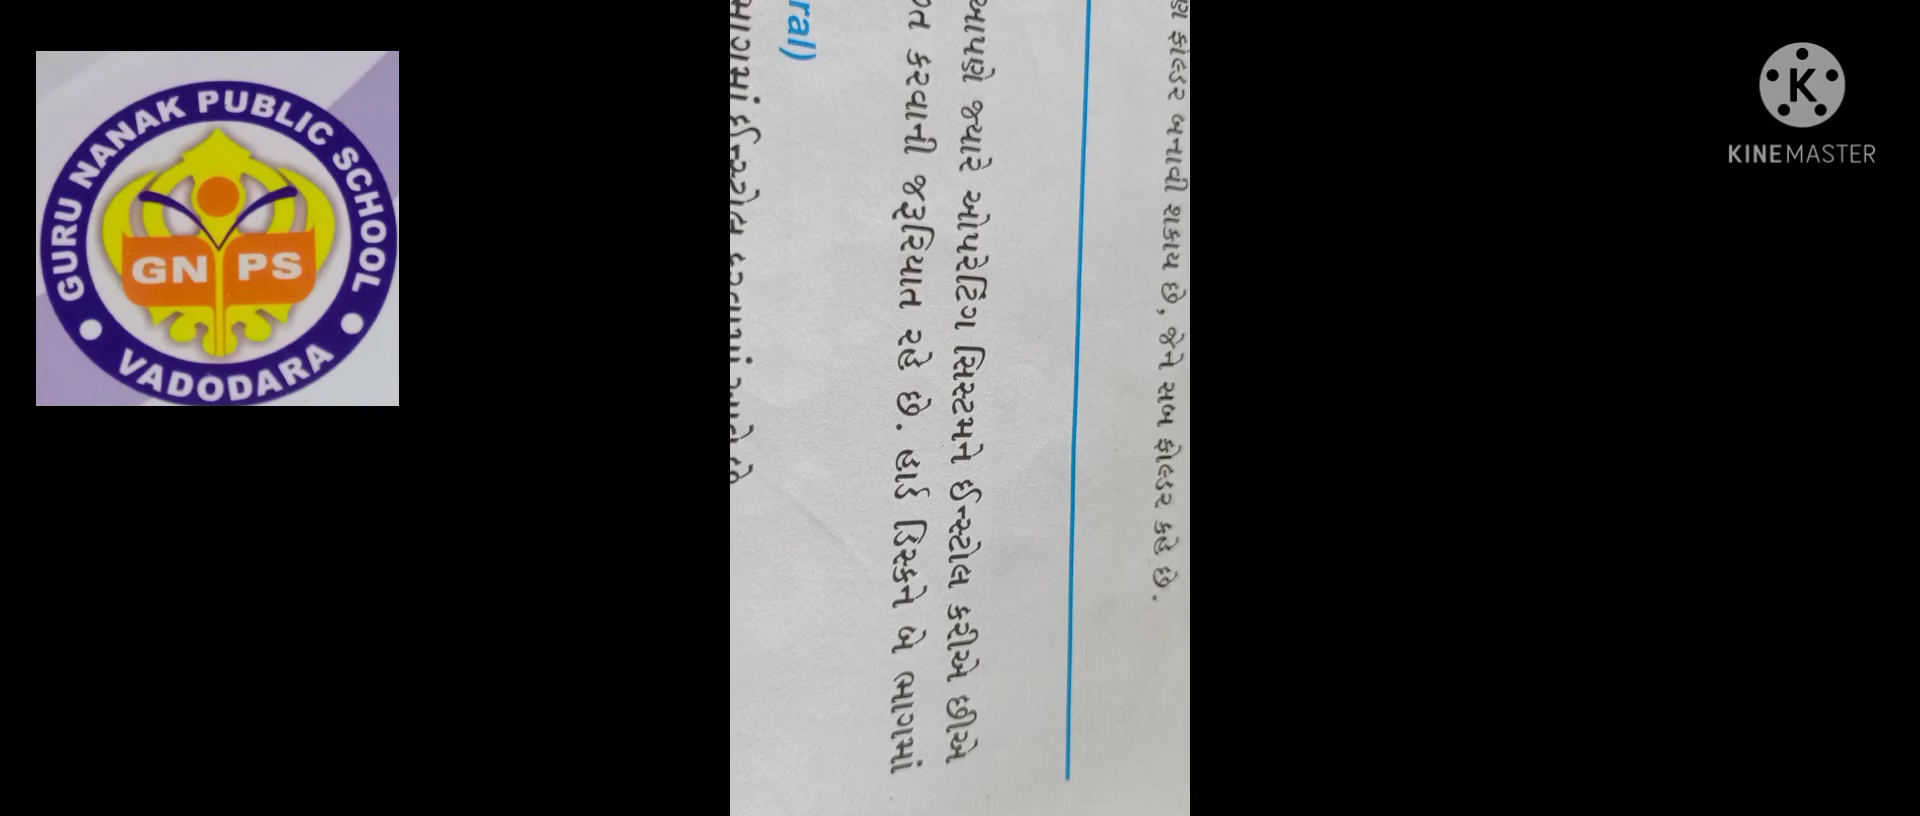 GURU NANAK PUBLIC SCHOOL
GN PS
VADODARA
ફોલ્ડર બનાવી શકાય છે, જેને સબ ફોલ્ડર કહે છે.
આપણે જ્યારે ઓપરેટિંગ સિસ્ટમને ઈન્સ્ટોલ કરીએ છીએ
કરવાની જરૂરિયાત રહે છે. હાર્ડ ડિસ્કને બે ભાગમાં
ral)
KINEMASTER